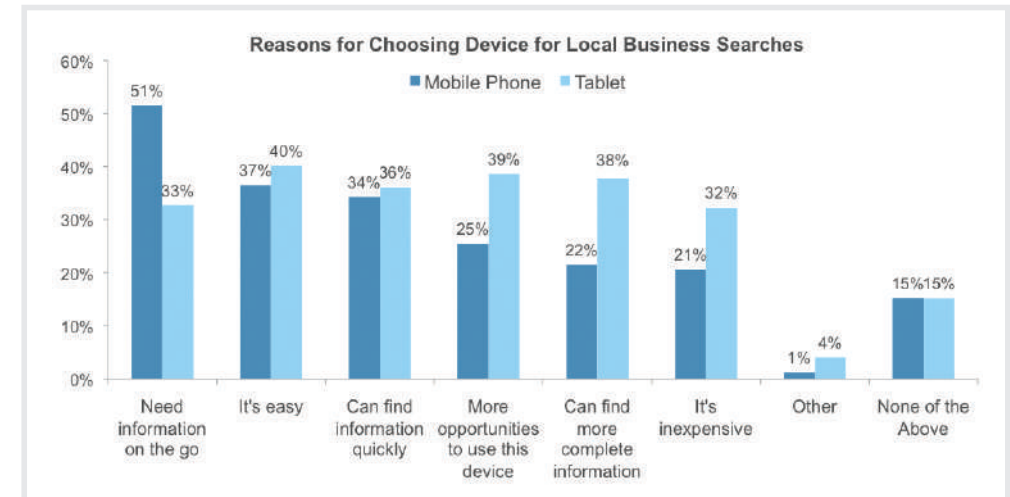 Reasons for Choosing Device for Local Business Searches
Mobile Phone Tablet
60%
50%
40%
30%
20%
10%
0%
51%
33%
37%
40%
34%
36%
25%
39%
22%
38%
21%
32%
1%
4%
15%
15%
Need
information
on the go
It's easy
Can find
information
quickly
More
opportunities
to use this
device
Can find
more
complete
information
It's
inexpensive
Other
None of the
Above